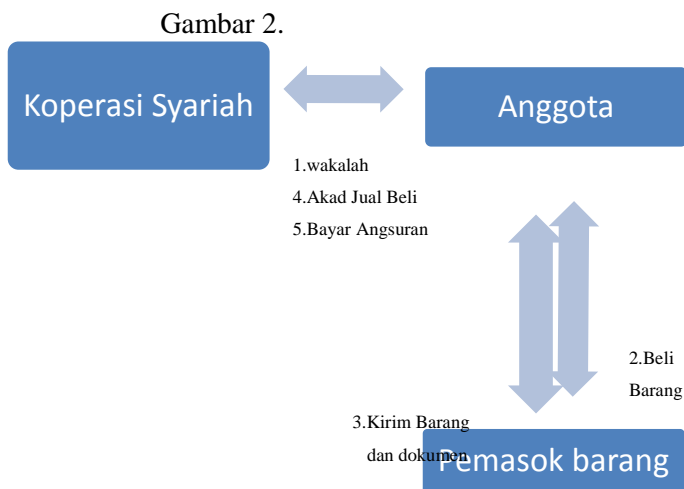 Gambar 2.
Koperasi Syariah
Anggota
1.wakalah
4.Akad Jual Beli
5.Bayar Angsuran
2.Beli
Barang
3.Kirim Barang
dan dokumen
Pemasok barang